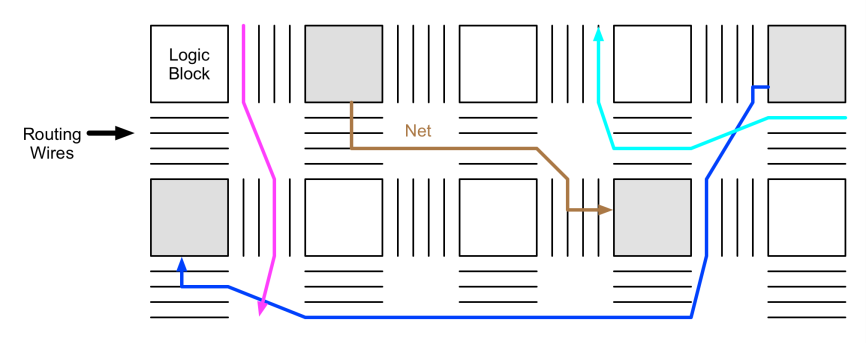 Logic
Block
Net
Routing
Wires